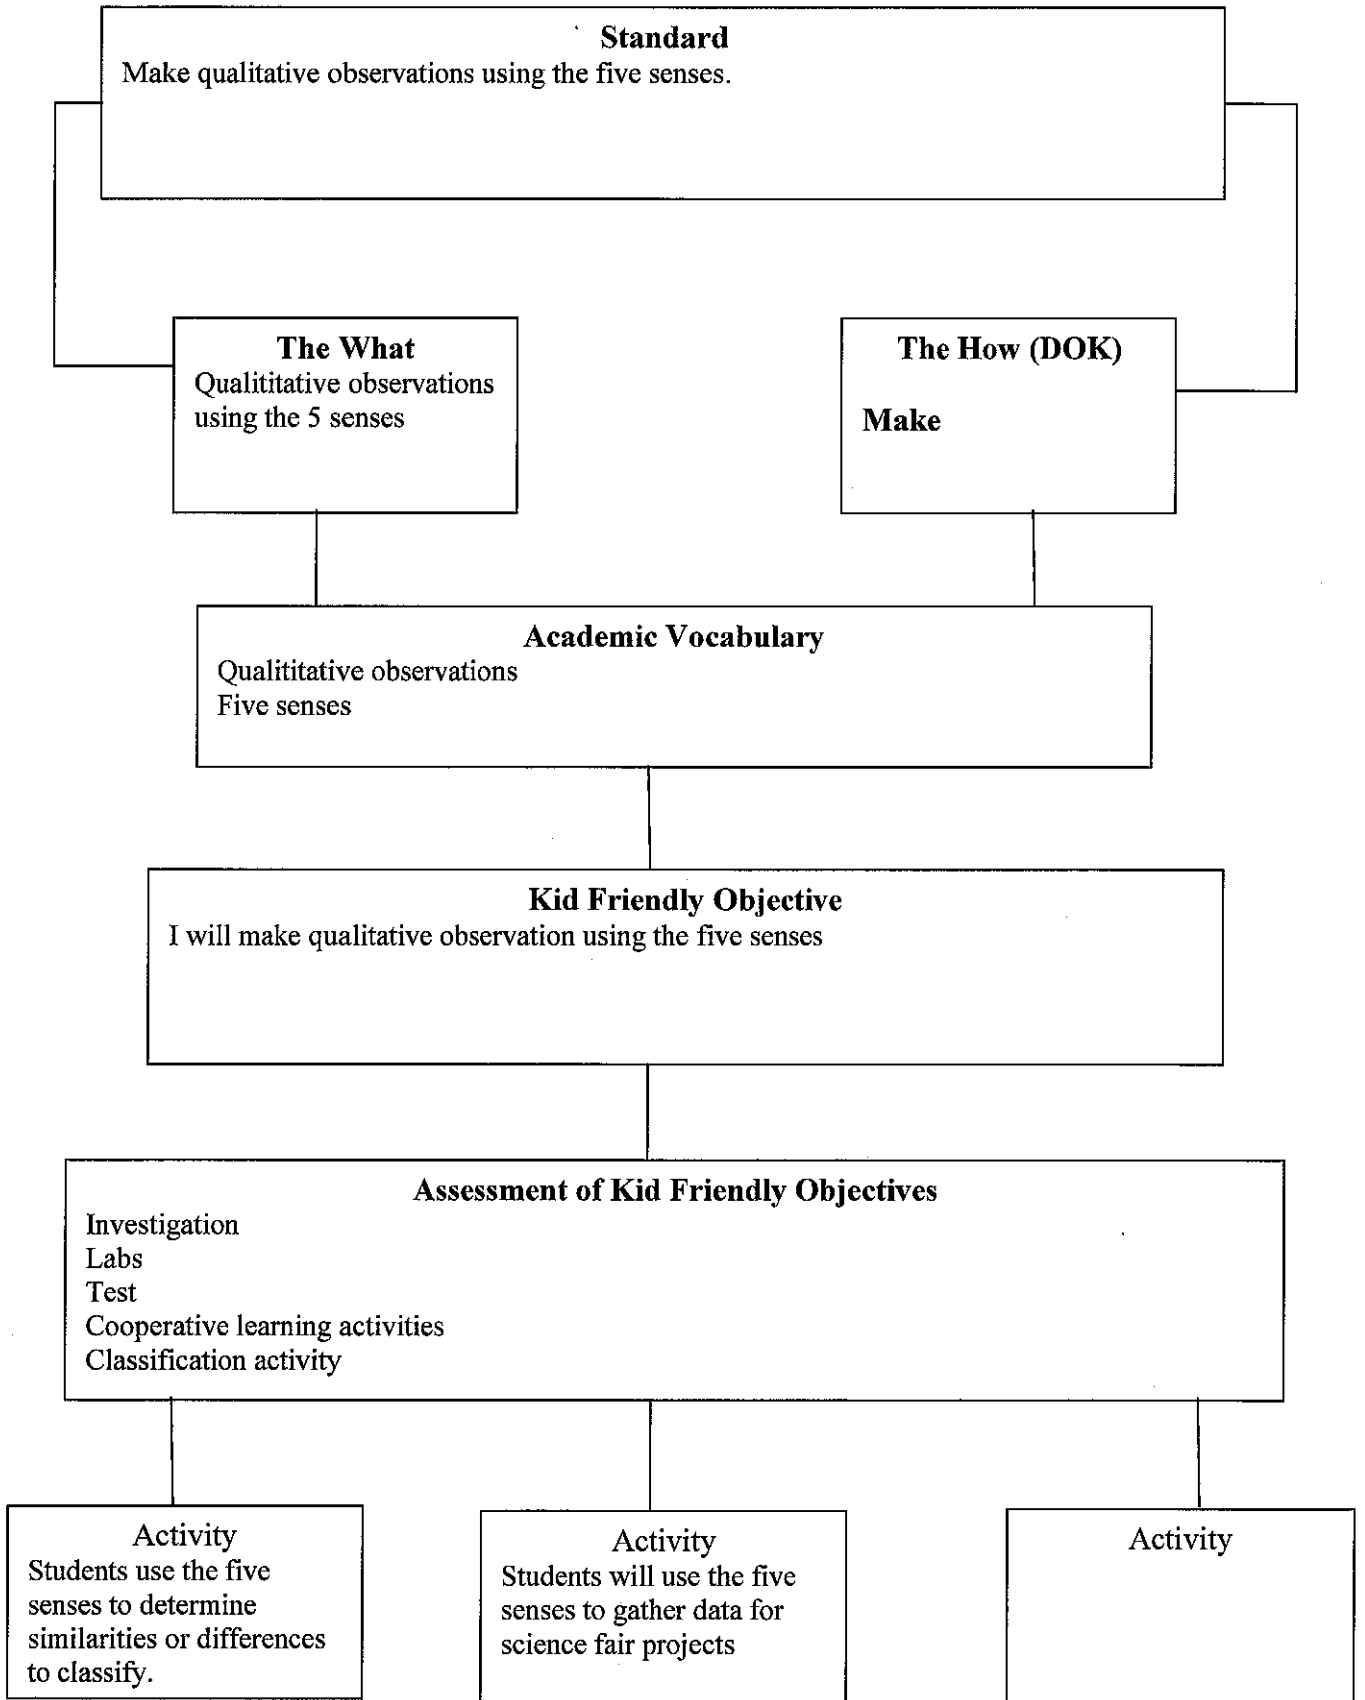 Standard
Make qualitative observations using the five senses.
The What
Qualititative observations
using the 5 senses
The How (DOK)
Make
Academic Vocabulary
Qualititative observations
Five senses
Kid Friendly Objective
I will make qualitative observation using the five senses
Assessment of Kid Friendly Objectives
Investigation
Labs
Test
Cooperative learning activities
Classification activity
Activity
Students use the five
senses to determine
similarities or differences
to classify.
Activity
Students will use the five
senses to gather data for
science fair projects
Activity